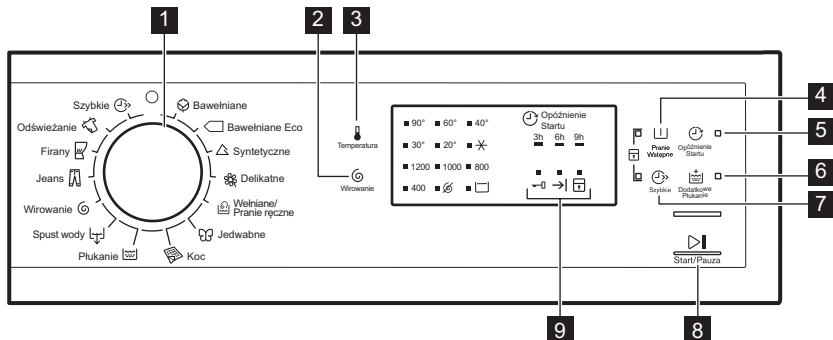 1
2
3
4
5
6
7
8
9
Szybkie
Odświeżanie
Firany
Jeans
Wirowanie
Spust wody
Płukanie
Bawełniane
Bawełniane Eco
Syntetyczne
Delikatne
Wełniane/
Pranie ręczne
Jedwabne
Koc
Temperatura
Wirowanie
90° 60° 40°
30° 20°
1200 1000 800
400
Opóźnienie
Startu
3h 6h 9h
Pranie
Wstępne
Opóźnienie
Startu
Szybkie
Dodatkowe
Płukanie
Start/Pauza